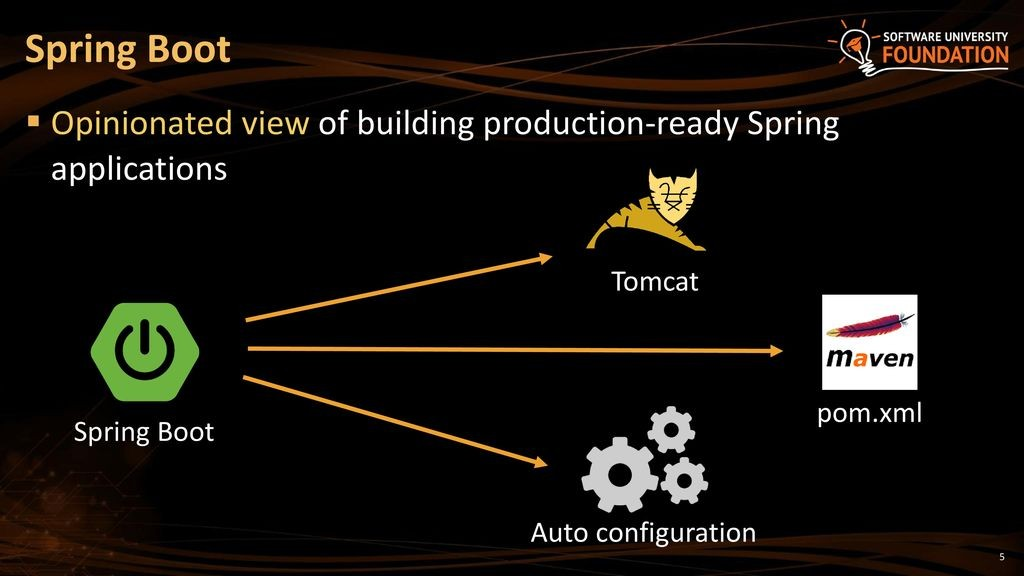 Spring Boot
SOFTWARE UNIVERSITY
FOUNDATION
▪ Opinionated view of building production-ready Spring
applications
Tomcat
maven
pom.xml
Spring Boot
Auto configuration
5